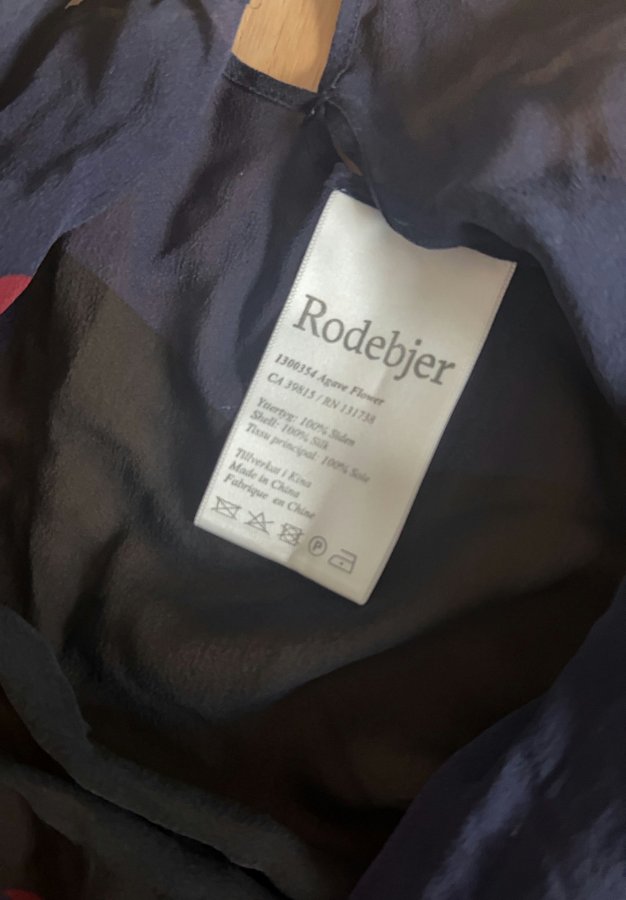 Rodebjer
1300354 Agave Flower
CA 39815 / RN 131738
Yttertyg: 100% Siden
Shell: 100% Silk
Tissu principal: 100% Soie
Tillverkat i Kina
Made in China
Fabrique en Chine
P